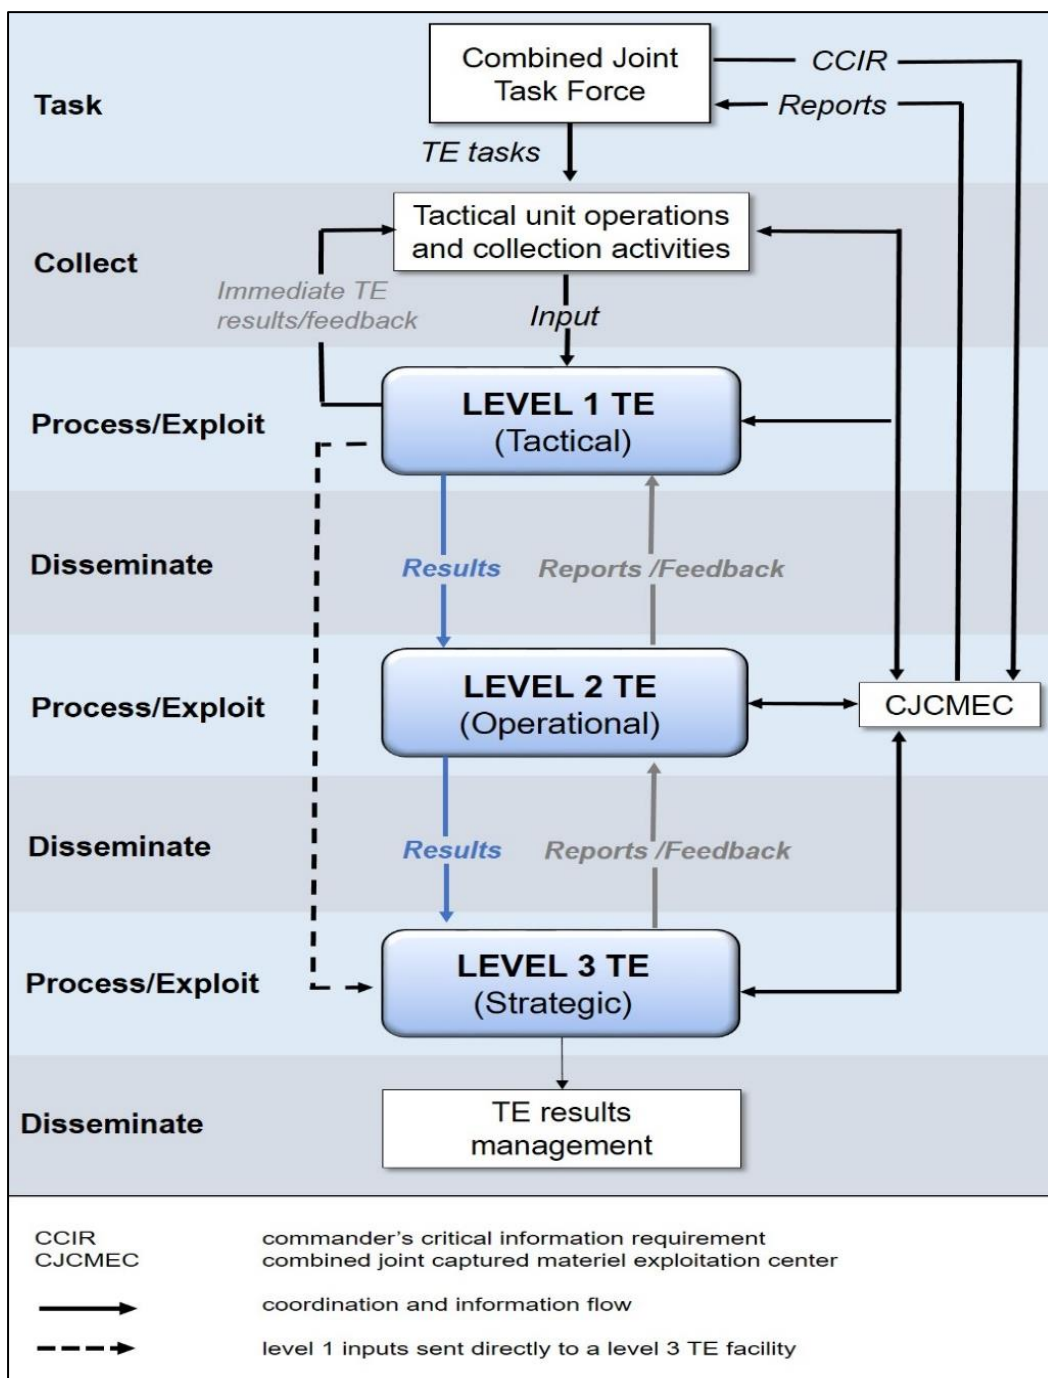 Combined Joint
Task Force
CCIR
Reports
Task
TE tasks
Tactical unit operations
and collection activities
Collect
Immediate TE
results/feedback
Input
LEVEL 1 TE
(Tactical)
Process/Exploit
Disseminate
Results
Reports /Feedback
LEVEL 2 TE
(Operational)
Process/Exploit
CJCMEC
Disseminate
Results
Reports /Feedback
LEVEL 3 TE
(Strategic)
Process/Exploit
TE results
management
Disseminate
CCIR commander's critical information requirement
CJCMEC combined joint captured materiel exploitation center
coordination and information flow
level 1 inputs sent directly to a level 3 TE facility